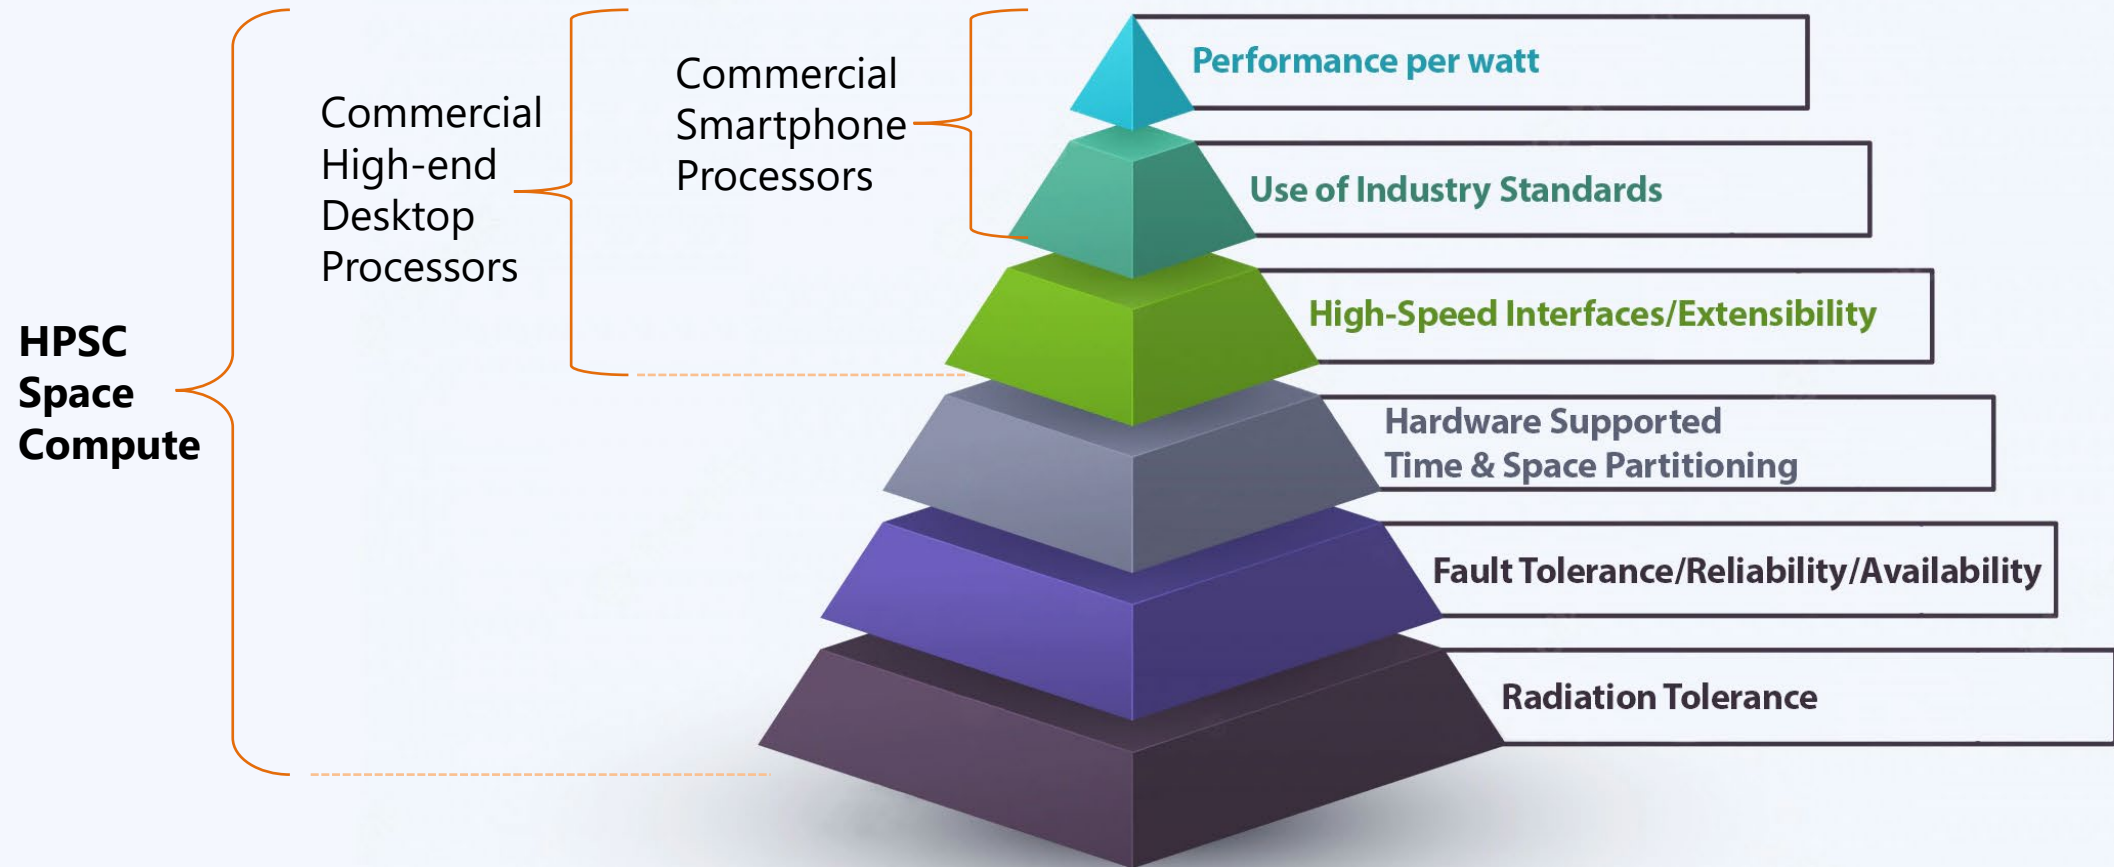 HPSC
Space
Compute
Commercial
High-end
Desktop
Processors
Commercial
Smartphone
Processors
Performance per watt
Use of Industry Standards
High-Speed Interfaces/Extensibility
Hardware Supported
Time & Space Partitioning
Fault Tolerance/Reliability/Availability
Radiation Tolerance